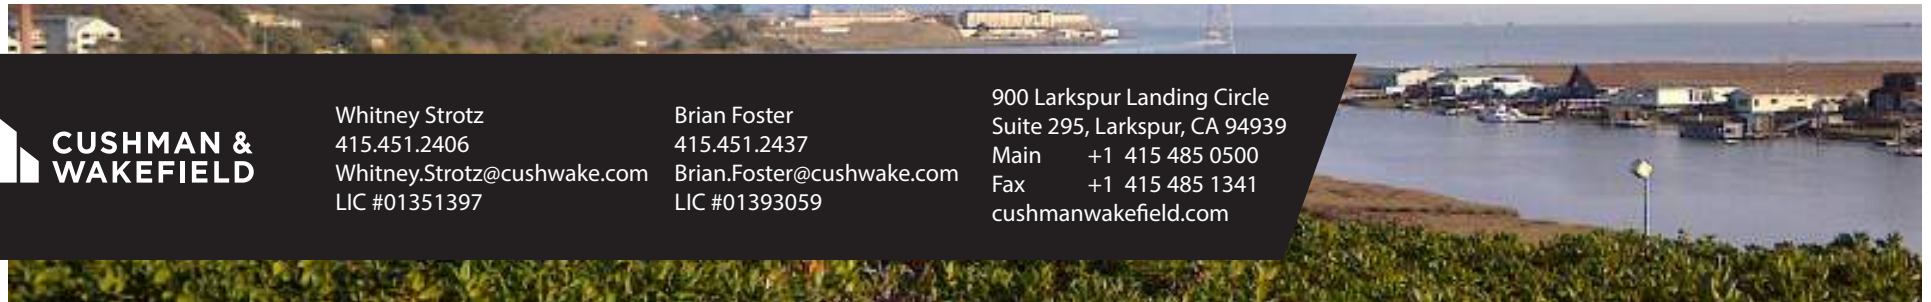 CUSHMAN &
WAKEFIELD
Whitney Strotz
415.451.2406
Whitney.Strotz@cushwake.com
LIC #01351397
Brian Foster
415.451.2437
Brian.Foster@cushwake.com
LIC #01393059
900 Larkspur Landing Circle
Suite 295, Larkspur, CA 94939
Main +1 415 485 0500
Fax +1 415 485 1341
cushmanwakefield.com